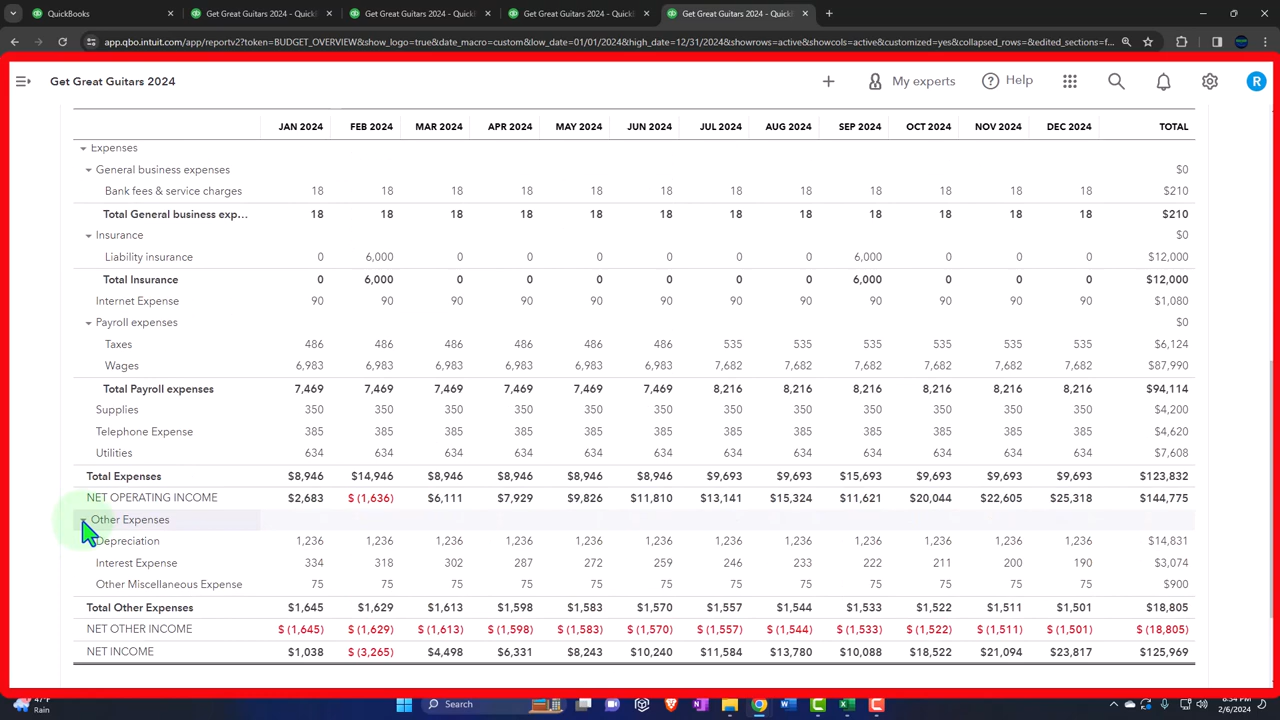 QuickBooks
Get Great Guitars 2024 - Quick
Get Great Guitars 2024 - Quick
Get Great Guitars 2024 - Quick
Get Great Guitars 2024 - Quick
app.qbo.intuit.com/app/reportv2?token=BUDGET_OVERVIEW&show_logo=true&date_macro=custom&low_date=01/01/2024&high_date=12/31/2024&showrows=active&showcols=active&customized=yes&collapsed_rows=&edited_sections=f...
Get Great Guitars 2024 My experts Help R
JAN 2024 FEB 2024 MAR 2024 APR 2024 MAY 2024 JUN 2024 JUL 2024 AUG 2024 SEP 2024 OCT 2024 NOV 2024 DEC 2024 TOTAL
Expenses
General business expenses $0
Bank fees & service charges 18 18 18 18 18 18 18 18 18 18 18 18 $210
Total General business exp... 18 18 18 18 18 18 18 18 18 18 18 18 $210
Insurance $0
Liability insurance 0 6,000 0 0 0 0 0 0 6,000 0 0 0 $12,000
Total Insurance 0 6,000 0 0 0 0 0 0 6,000 0 0 0 $12,000
Internet Expense 90 90 90 90 90 90 90 90 90 90 90 90 $1,080
Payroll expenses $0
Taxes 486 486 486 486 486 486 535 535 535 535 535 535 $6,124
Wages 6,983 6,983 6,983 6,983 6,983 6,983 7,682 7,682 7,682 7,682 7,682 7,682 $87,990
Total Payroll expenses 7,469 7,469 7,469 7,469 7,469 7,469 8,216 8,216 8,216 8,216 8,216 8,216 $94,114
Supplies 350 350 350 350 350 350 350 350 350 350 350 350 $4,200
Telephone Expense 385 385 385 385 385 385 385 385 385 385 385 385 $4,620
Utilities 634 634 634 634 634 634 634 634 634 634 634 634 $7,608
Total Expenses $8,946 $14,946 $8,946 $8,946 $8,946 $8,946 $9,693 $9,693 $15,693 $9,693 $9,693 $9,693 $123,832
NET OPERATING INCOME $2,683 $ (1,636) $6,111 $7,929 $9,826 $11,810 $13,141 $15,324 $11,621 $20,044 $22,605 $25,318 $144,775
Other Expenses
Depreciation 1,236 1,236 1,236 1,236 1,236 1,236 1,236 1,236 1,236 1,236 1,236 1,236 $14,831
Interest Expense 334 318 302 287 272 259 246 233 222 211 200 190 $3,074
Other Miscellaneous Expense 75 75 75 75 75 75 75 75 75 75 75 75 $900
Total Other Expenses $1,645 $1,629 $1,613 $1,598 $1,583 $1,570 $1,557 $1,544 $1,533 $1,522 $1,511 $1,501 $18,805
NET OTHER INCOME $ (1,645) $ (1,629) $ (1,613) $ (1,598) $ (1,583) $ (1,570) $ (1,557) $ (1,544) $ (1,533) $ (1,522) $ (1,511) $ (1,501) $ (18,805)
NET INCOME $1,038 $ (3,265) $4,498 $6,331 $8,243 $10,240 $11,584 $13,780 $10,088 $18,522 $21,094 $23,817 $125,969
Rain
Search
2/6/2024